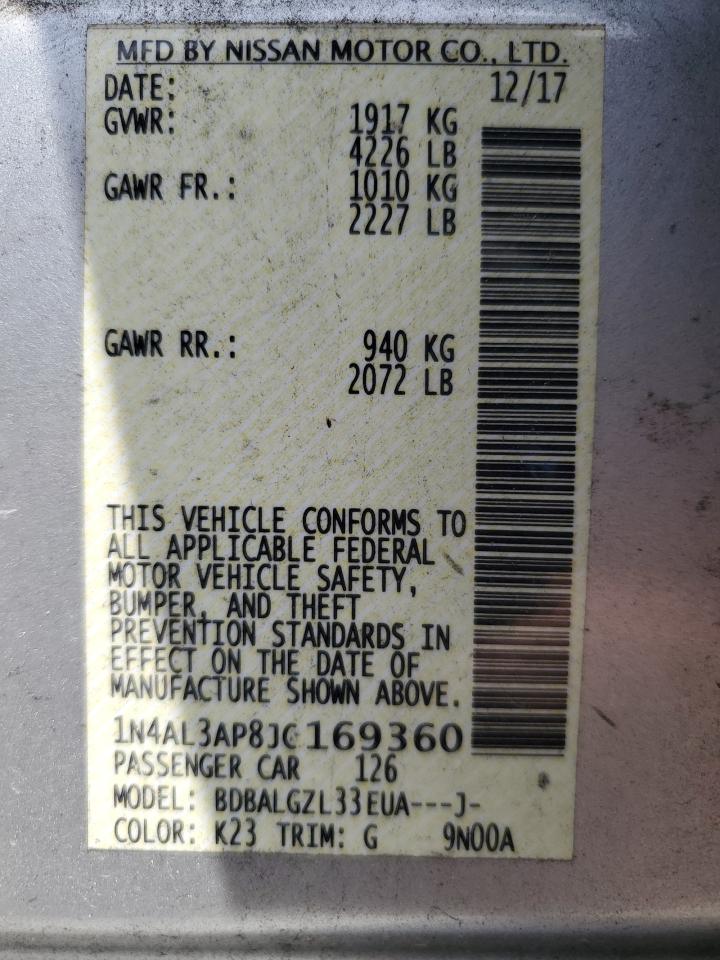 MFD BY NISSAN MOTOR CO., LTD.
DATE: 12/17
GVWR: 1917 KG
4226 LB
GAWR FR.: 1010 KG
2227 LB
GAWR RR.: 940 KG
2072 LB
THIS VEHICLE CONFORMS TO
ALL APPLICABLE FEDERAL
MOTOR VEHICLE SAFETY,
BUMPER, AND THEFT
PREVENTION STANDARDS IN
EFFECT ON THE DATE OF
MANUFACTURE SHOWN ABOVE.
1N4AL3AP8JC169360
PASSENGER CAR 126
MODEL: BDBALGZL33EUA---J-
COLOR: K23 TRIM: G 9N00A